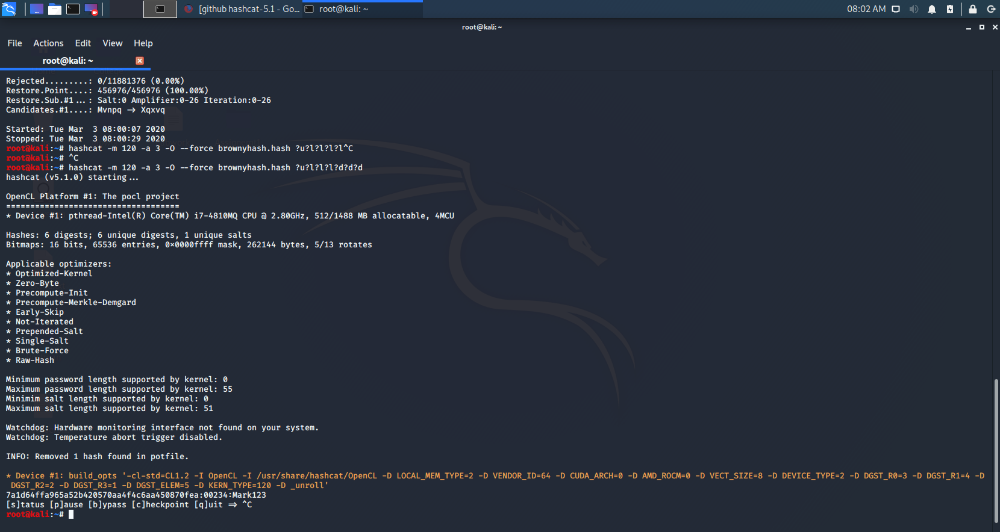 [github hashcat-5.1 - Go...
root@kali: ~
08:02 AM
root@kali: ~
File Actions Edit View Help
root@kali: ~
Rejected.........: 0/11881376 (0.00%)
Restore.Point....: 456976/456976 (100.00%)
Restore.Sub.#1...: Salt:0 Amplifier:0-26 Iteration:0-26
Candidates.#1....: Mvnpq -> Xqxvq
Started: Tue Mar  3 08:00:07 2020
Stopped: Tue Mar  3 08:00:29 2020
root@kali:~# hashcat -m 120 -a 3 -O --force brownyhash.hash ?u?l?l?l?l^C
root@kali:~# ^C
root@kali:~# hashcat -m 120 -a 3 -O --force brownyhash.hash ?u?l?l?l?d?d?d
hashcat (v5.1.0) starting...
OpenCL Platform #1: The pocl project
====================================
* Device #1: pthread-Intel(R) Core(TM) i7-4810MQ CPU @ 2.80GHz, 512/1488 MB allocatable, 4MCU
Hashes: 6 digests; 6 unique digests, 1 unique salts
Bitmaps: 16 bits, 65536 entries, 0x0000ffff mask, 262144 bytes, 5/13 rotates
Applicable optimizers:
* Optimized-Kernel
* Zero-Byte
* Precompute-Init
* Precompute-Merkle-Demgard
* Early-Skip
* Not-Iterated
* Prepended-Salt
* Single-Salt
* Brute-Force
* Raw-Hash
Minimum password length supported by kernel: 0
Maximum password length supported by kernel: 55
Minimim salt length supported by kernel: 0
Maximum salt length supported by kernel: 51
Watchdog: Hardware monitoring interface not found on your system.
Watchdog: Temperature abort trigger disabled.
INFO: Removed 1 hash found in potfile.
* Device #1: build_opts '-cl-std=CL1.2 -I OpenCL -I /usr/share/hashcat/OpenCL -D LOCAL_MEM_TYPE=2 -D VENDOR_ID=64 -D CUDA_ARCH=0 -D AMD_ROCM=0 -D VECT_SIZE=8 -D DEVICE_TYPE=2 -D DGST_R0=3 -D DGST_R1=4 -D
DGST_R2=2 -D DGST_R3=1 -D DGST_ELEM=5 -D KERN_TYPE=120 -D _unroll'
7a1d64ffa965a52b420570aa4f4c6aa450870fea:00234:Mark123
[s]tatus [p]ause [b]ypass [c]heckpoint [q]uit => ^C
root@kali:~#